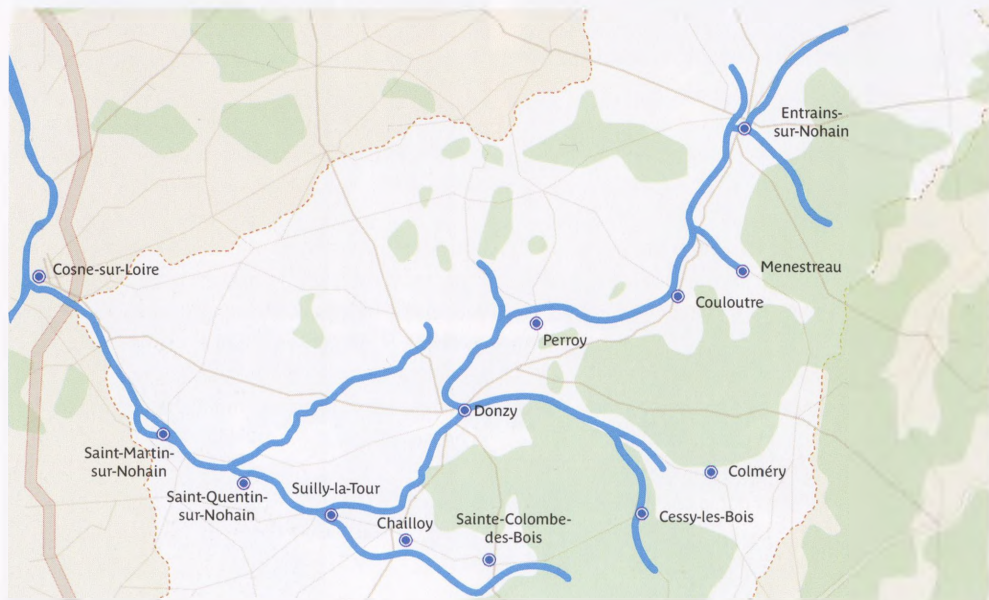 Entrains-
sur-Nohain
Cosne-sur-Loire
Menestreau
Couloutre
Perroy
Donzy
Saint-Martin-
sur-Nohain
Colméry
Suilly-la-Tour
Saint-Quentin-
sur-Nohain
Chailloy
Sainte-Colombe-
des-Bois
Cessy-les-Bois